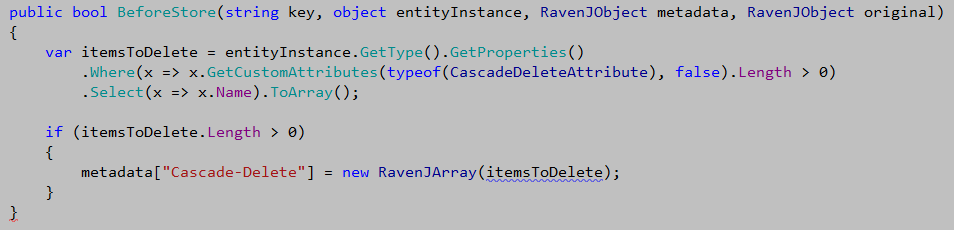 public bool BeforeStore(string key, object entityInstance, RavenJObject metadata, RavenJObject original)
{
    var itemsToDelete = entityInstance.GetType().GetProperties()
        .Where(x => x.GetCustomAttributes(typeof(CascadeDeleteAttribute), false).Length > 0)
        .Select(x => x.Name).ToArray();

    if (itemsToDelete.Length > 0)
    {
        metadata["Cascade-Delete"] = new RavenJArray(itemsToDelete);
    }
}